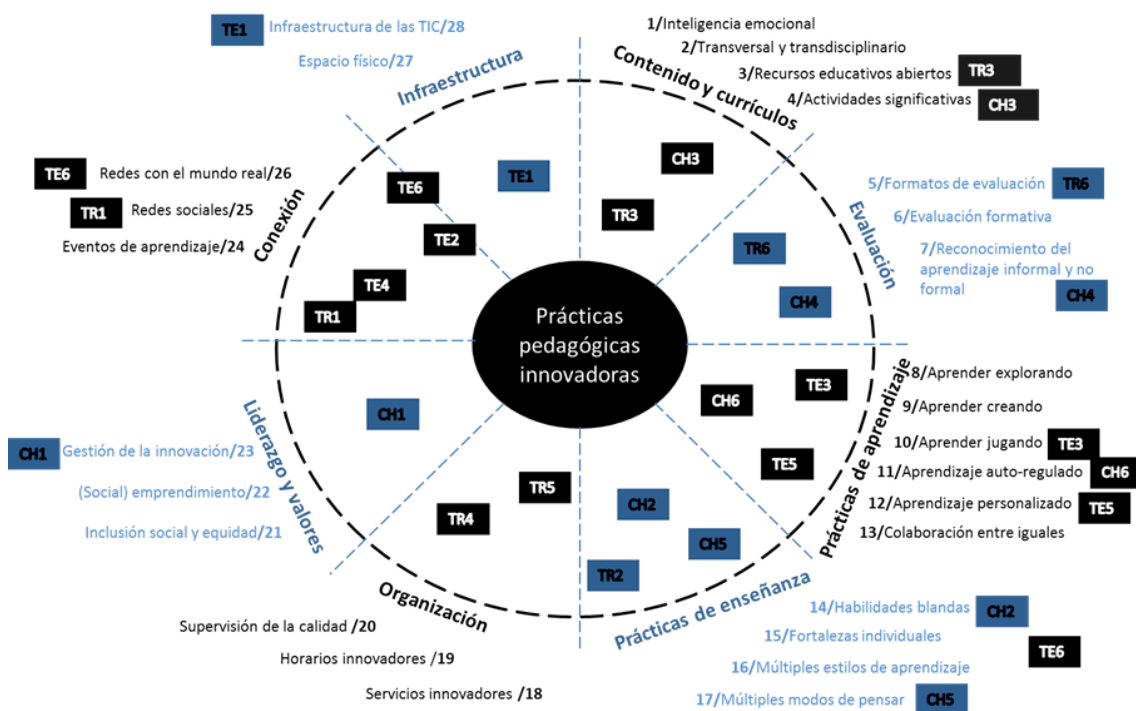 TE1 Infraestructura de las TIC/28
Espacio físico/27
Infraestructura
1/Inteligencia emocional
2/Transversal y transdisciplinario
3/Recursos educativos abiertos TR3
4/Actividades significativas CH3
Contenido y currículos
5/Formatos de evaluación TR6
6/Evaluación formativa
7/Reconocimiento del
aprendizaje informal y no
formal
CH4
Evaluación
TE6 Redes con el mundo real/26
TR1 Redes sociales/25
Eventos de aprendizaje/24
Conexión
TE6
TE1
TE2
TE4
TR1
CH3
TR3
TR6
CH4
Prácticas
pedagógicas
innovadoras
CH6
TE3
TE5
CH1
TR5
TR4
CH2
CH5
TR2
8/Aprender explorando
9/Aprender creando
10/Aprender jugando TE3
11/Aprendizaje auto-regulado CH6
12/Aprendizaje personalizado TE5
13/Colaboración entre iguales
Prácticas de aprendizaje
CH1 Gestión de la innovación/23
(Social) emprendimiento/22
Inclusión social y equidad/21
Liderazgo y valores
Organización
Supervisión de la calidad /20
Horarios innovadores /19
Servicios innovadores /18
Prácticas de enseñanza
14/Habilidades blandas CH2
15/Fortalezas individuales
TE6
16/Múltiples estilos de aprendizaje
17/Múltiples modos de pensar CH5